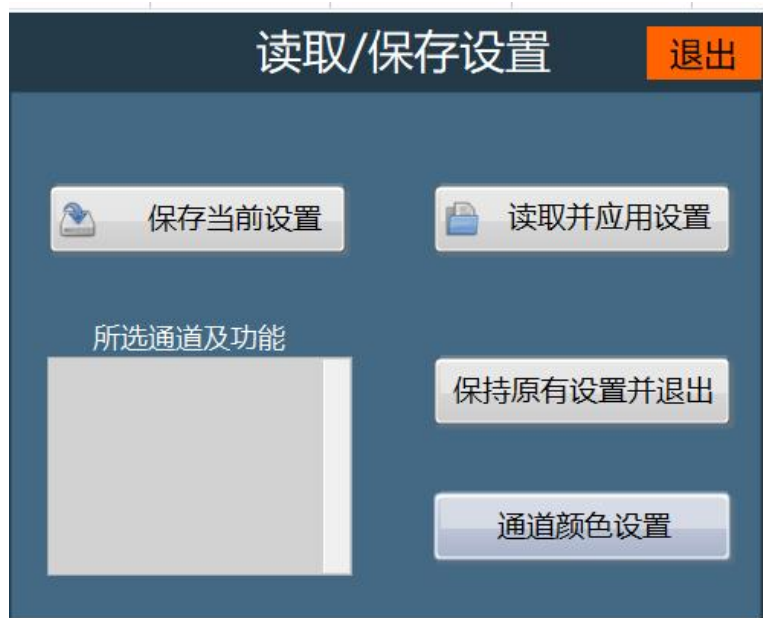 读取/保存设置
退出
保存当前设置
读取并应用设置
所选通道及功能
保持原有设置并退出
通道颜色设置